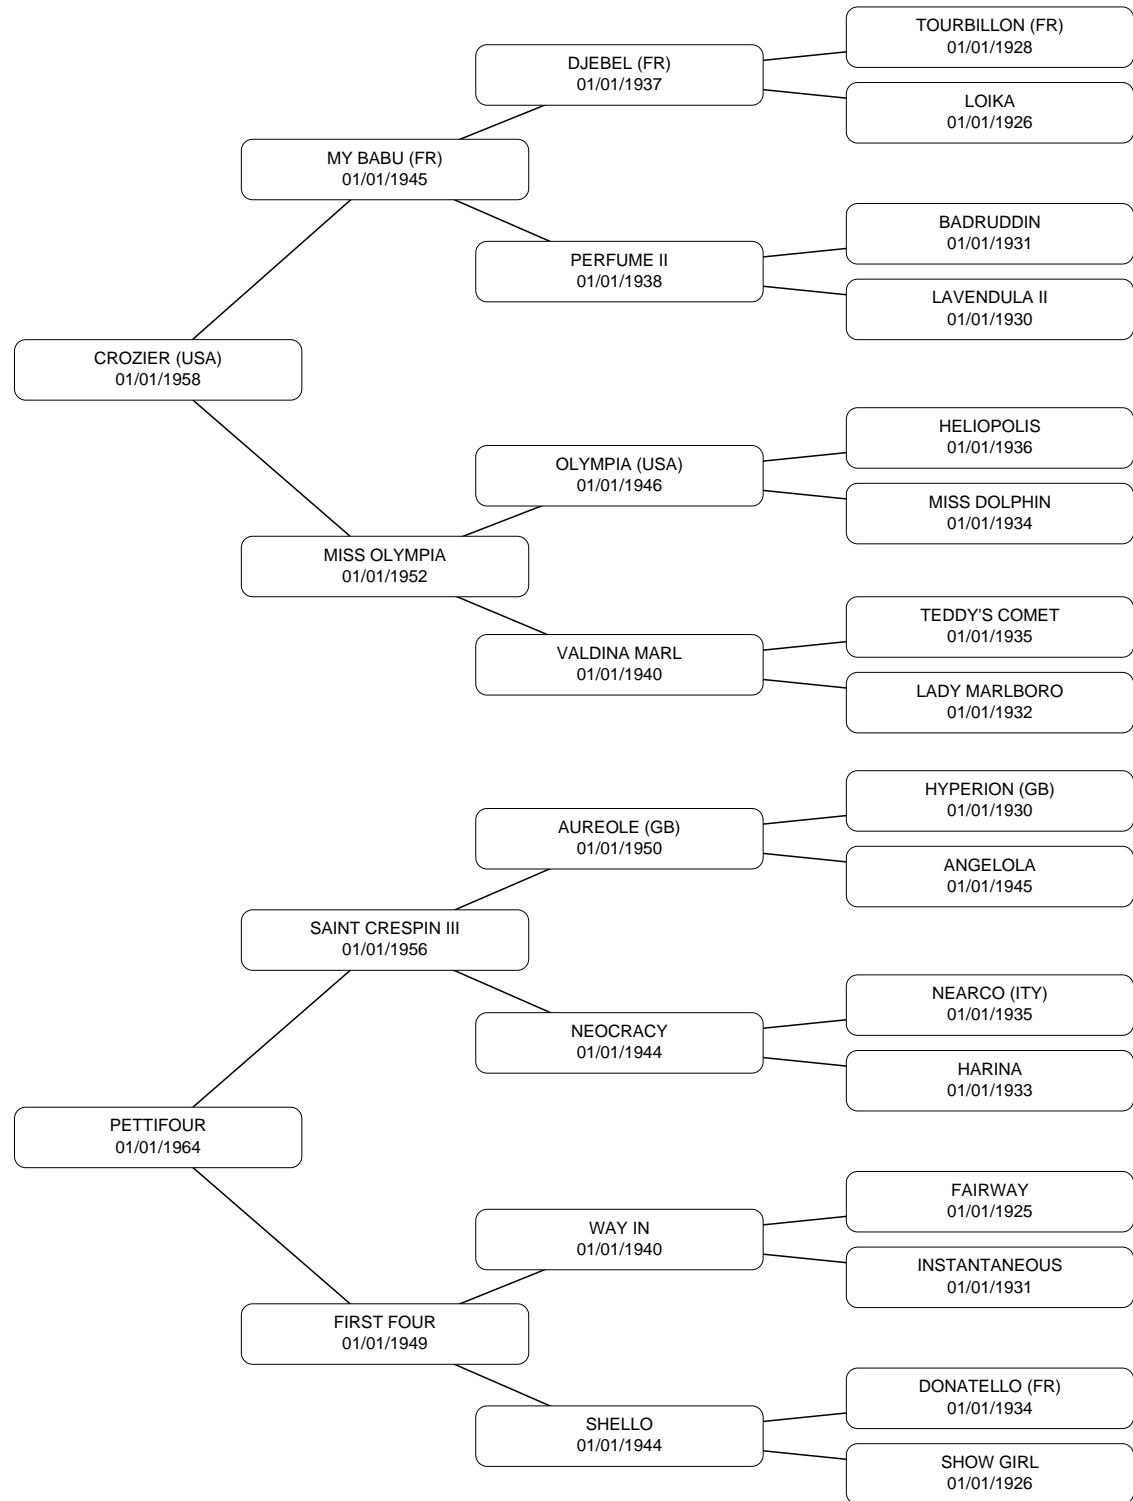 TOURBILLON (FR)
01/01/1928
DJEBEL (FR)
01/01/1937
LOIKA
01/01/1926
MY BABU (FR)
01/01/1945
BADRUDDIN
01/01/1931
PERFUME II
01/01/1938
LAVENDULA II
01/01/1930
CROZIER (USA)
01/01/1958
HELIOPOLIS
01/01/1936
OLYMPIA (USA)
01/01/1946
MISS DOLPHIN
01/01/1934
MISS OLYMPIA
01/01/1952
TEDDY'S COMET
01/01/1935
VALDINA MARL
01/01/1940
LADY MARLBORO
01/01/1932
HYPERION (GB)
01/01/1930
AUREOLE (GB)
01/01/1950
ANGELOLA
01/01/1945
SAINT CRESPIN III
01/01/1956
NEARCO (ITY)
01/01/1935
NEOCRACY
01/01/1944
HARINA
01/01/1933
PETTIFOUR
01/01/1964
FAIRWAY
01/01/1925
WAY IN
01/01/1940
INSTANTANEOUS
01/01/1931
FIRST FOUR
01/01/1949
DONATELLO (FR)
01/01/1934
SHELLO
01/01/1944
SHOW GIRL
01/01/1926